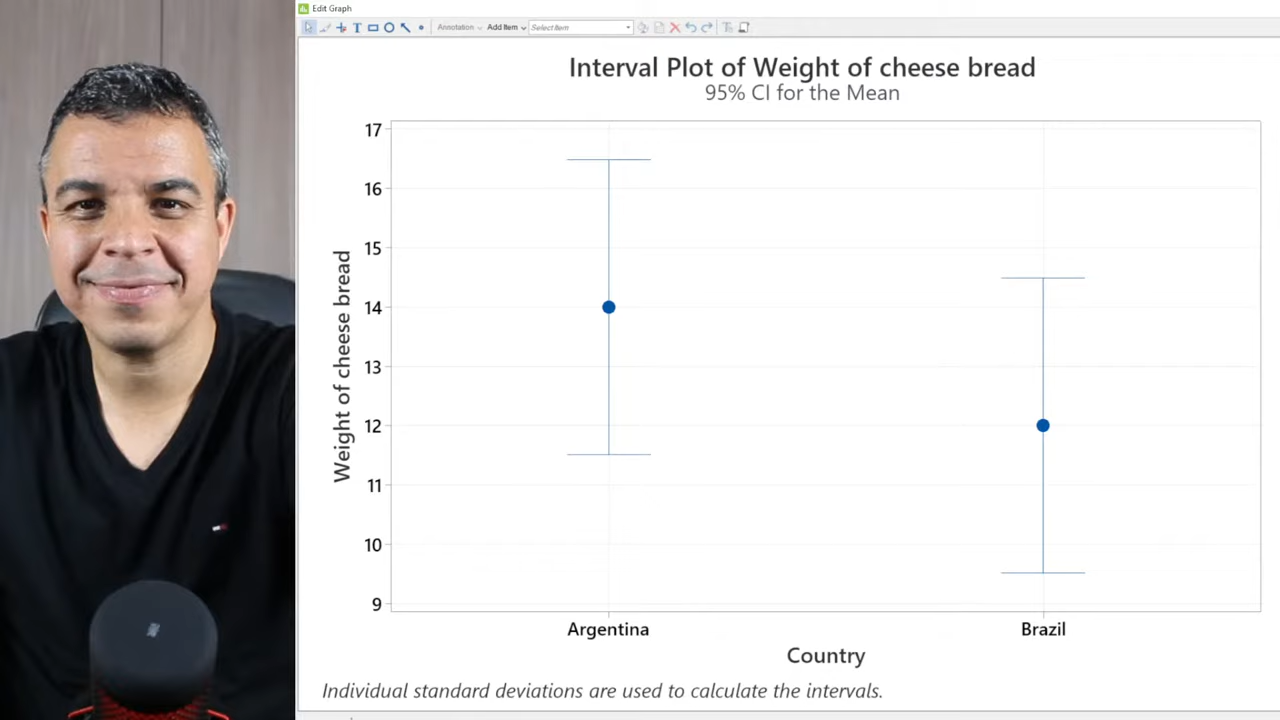 Edit Graph
Annotation Add Item Select Item
Interval Plot of Weight of cheese bread
95% CI for the Mean
17
16
15
14
13
12
11
10
9
Weight of cheese bread
Argentina Brazil
Country
Individual standard deviations are used to calculate the intervals.